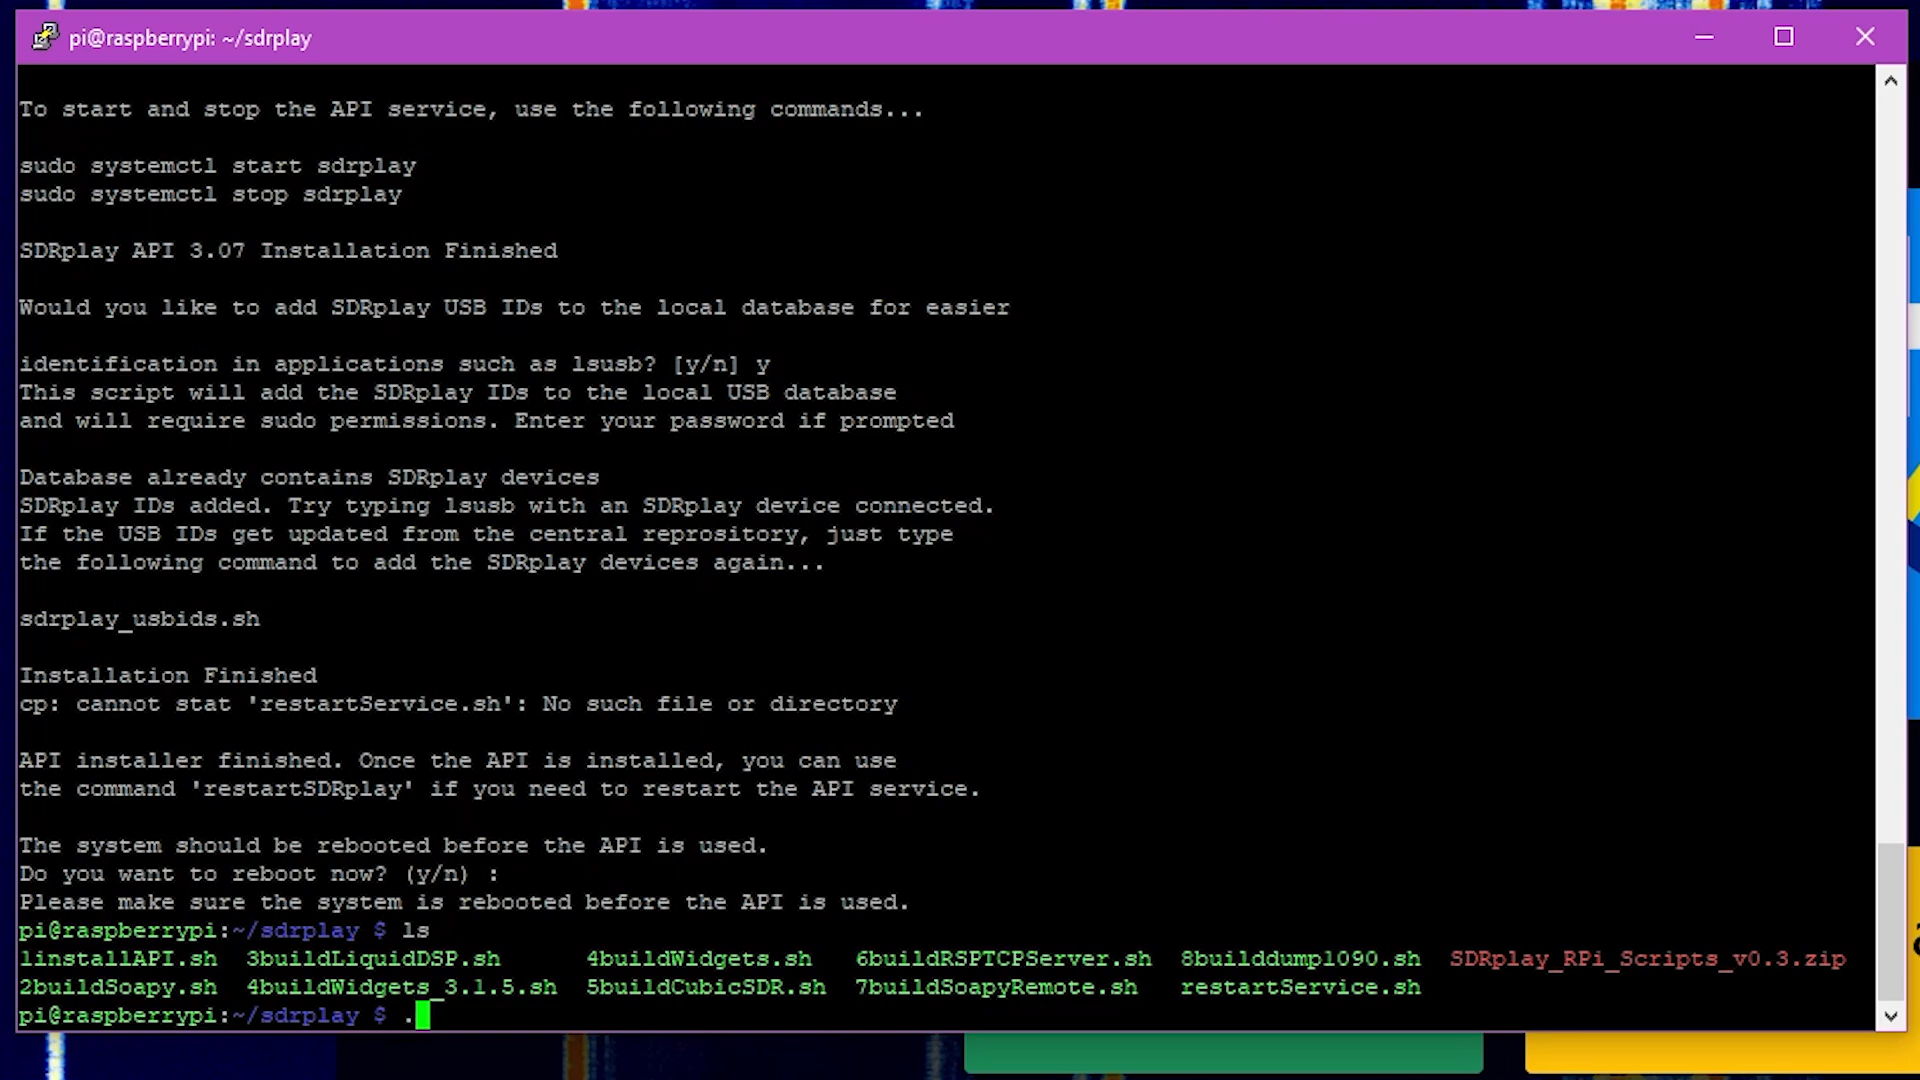 pi@raspberrypi: ~/sdrplay
To start and stop the API service, use the following commands...
sudo systemctl start sdrplay
sudo systemctl stop sdrplay
SDRplay API 3.07 Installation Finished
Would you like to add SDRplay USB IDs to the local database for easier
identification in applications such as lsusb? [y/n] y
This script will add the SDRplay IDs to the local USB database
and will require sudo permissions. Enter your password if prompted
Database already contains SDRplay devices
SDRplay IDs added. Try typing lsusb with an SDRplay device connected.
If the USB IDs get updated from the central reprository, just type
the following command to add the SDRplay devices again...
sdrplay_usbids.sh
Installation Finished
cp: cannot stat 'restartService.sh': No such file or directory
API installer finished. Once the API is installed, you can use
the command 'restartSDRplay' if you need to restart the API service.
The system should be rebooted before the API is used.
Do you want to reboot now? (y/n) :
Please make sure the system is rebooted before the API is used.
pi@raspberrypi:~/sdrplay $ ls
1installAPI.sh 3buildLiquidDSP.sh 4buildWidgets.sh 6buildRSPTCPServer.sh 8builddump1090.sh SDRplay_RPi_Scripts_v0.3.zip
2buildSoapy.sh 4buildWidgets_3.1.5.sh 5buildCubicSDR.sh 7buildSoapyRemote.sh restartService.sh
pi@raspberrypi:~/sdrplay $ .